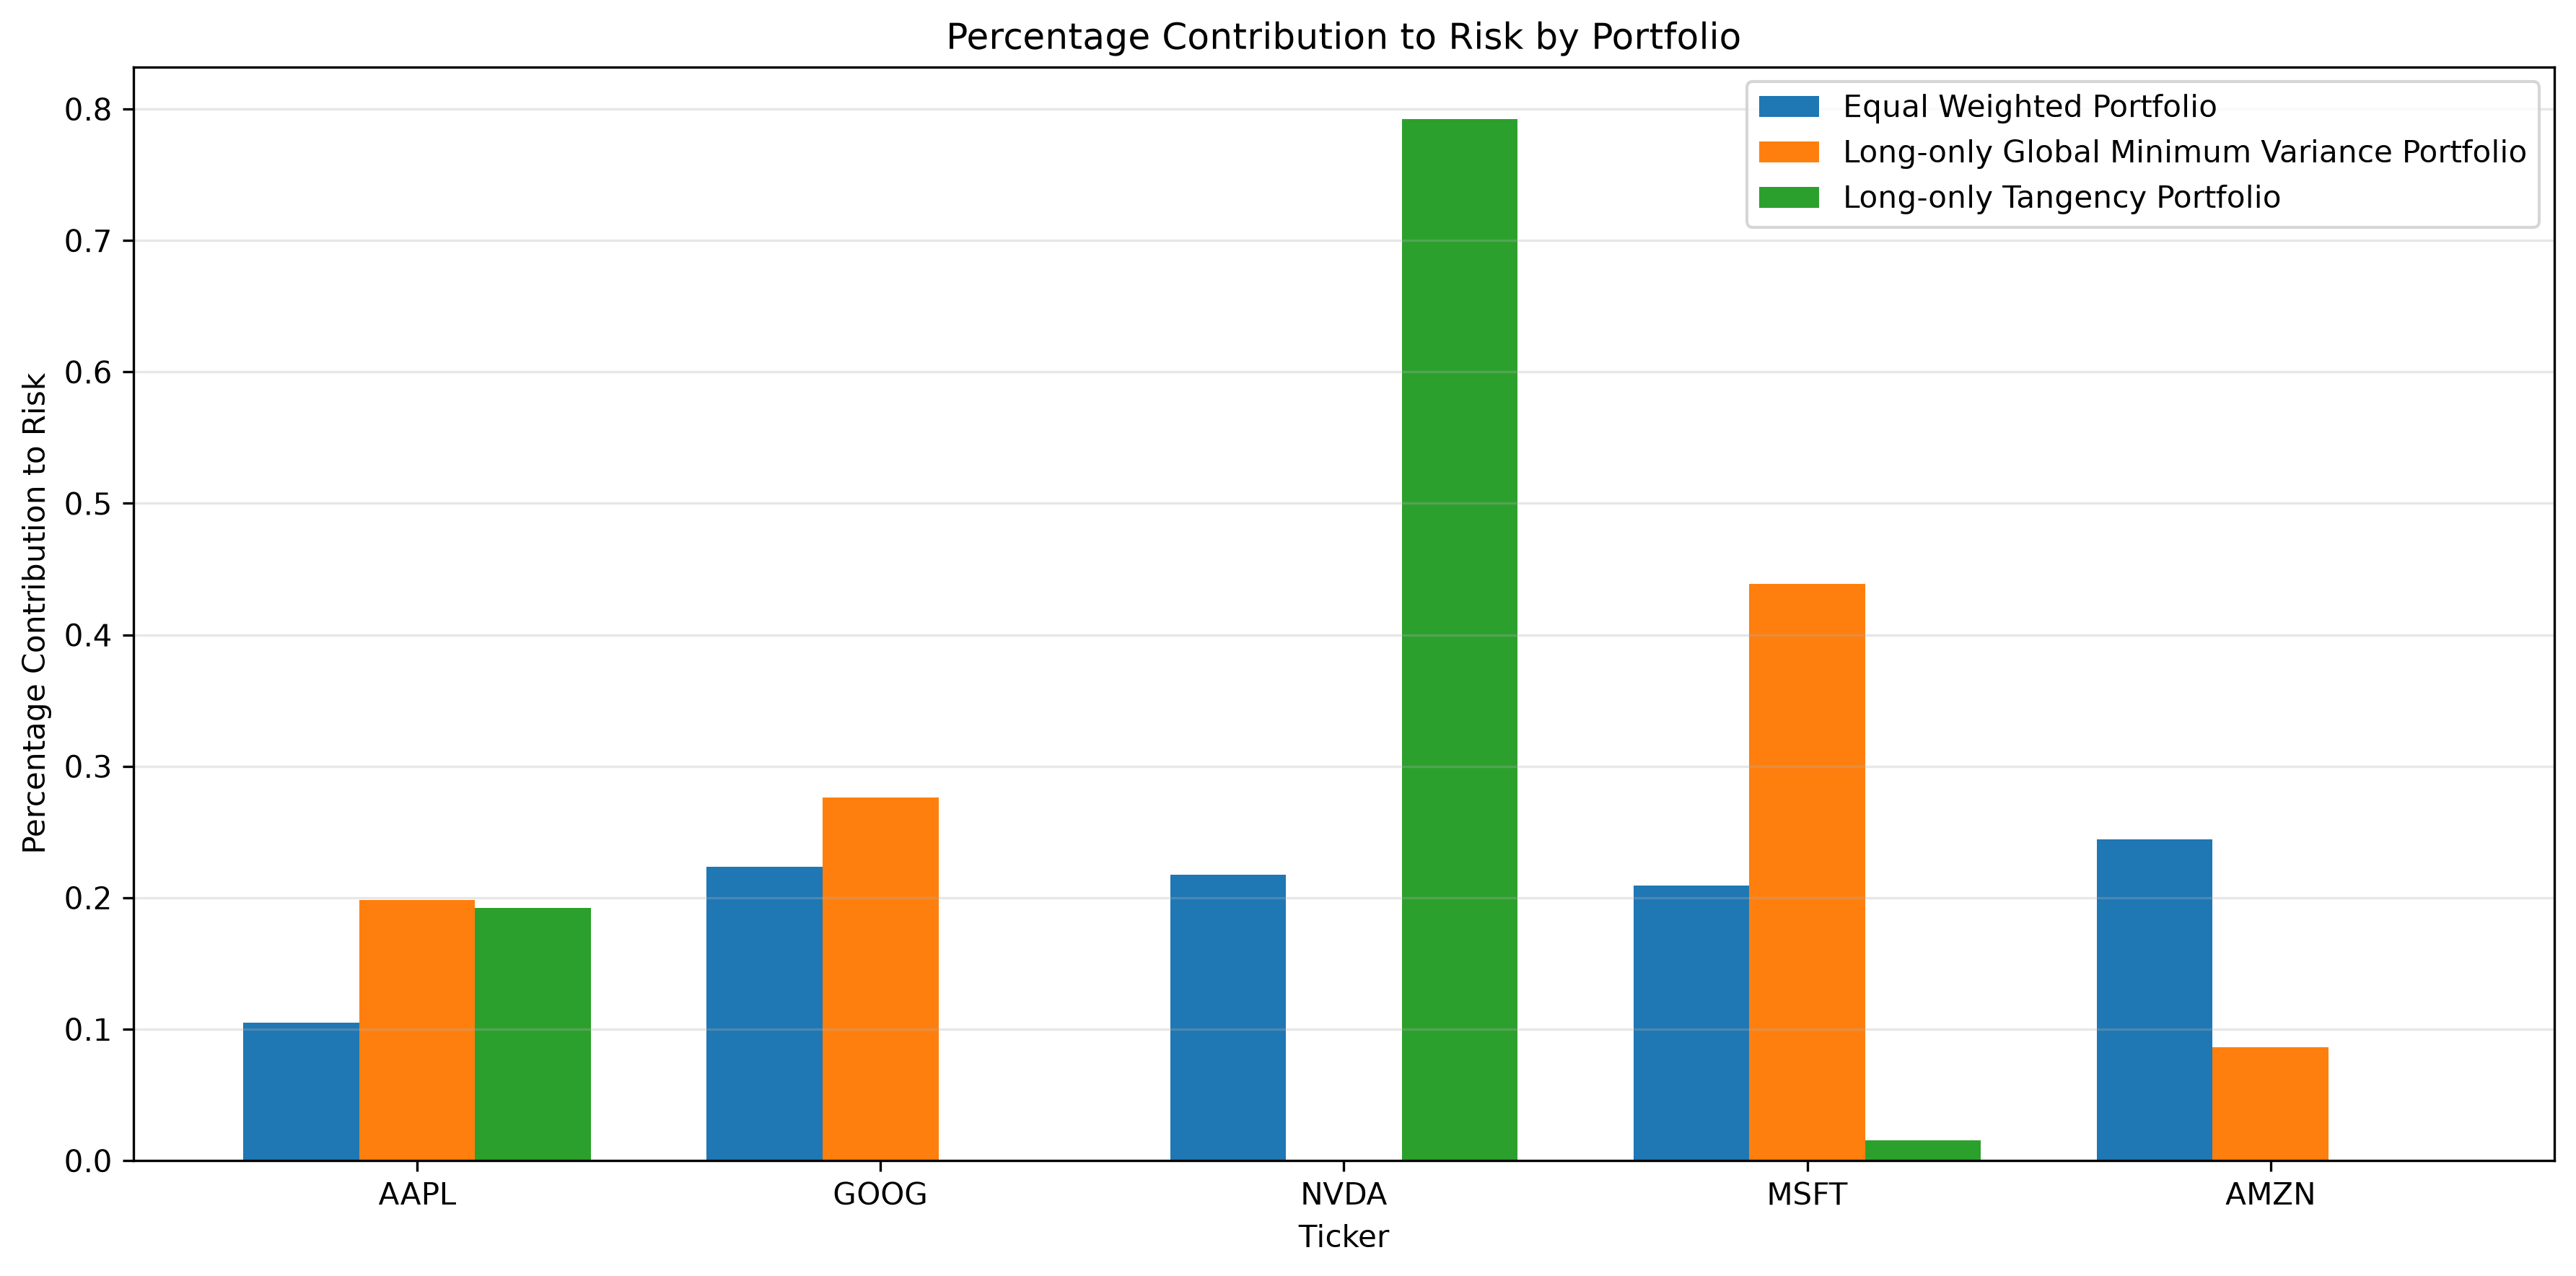 Percentage Contribution to Risk by Portfolio
Equal Weighted Portfolio
Long-only Global Minimum Variance Portfolio
Long-only Tangency Portfolio
Percentage Contribution to Risk
0.8
0.7
0.6
0.5
0.4
0.3
0.2
0.1
0.0
AAPL GOOG NVDA MSFT AMZN
Ticker